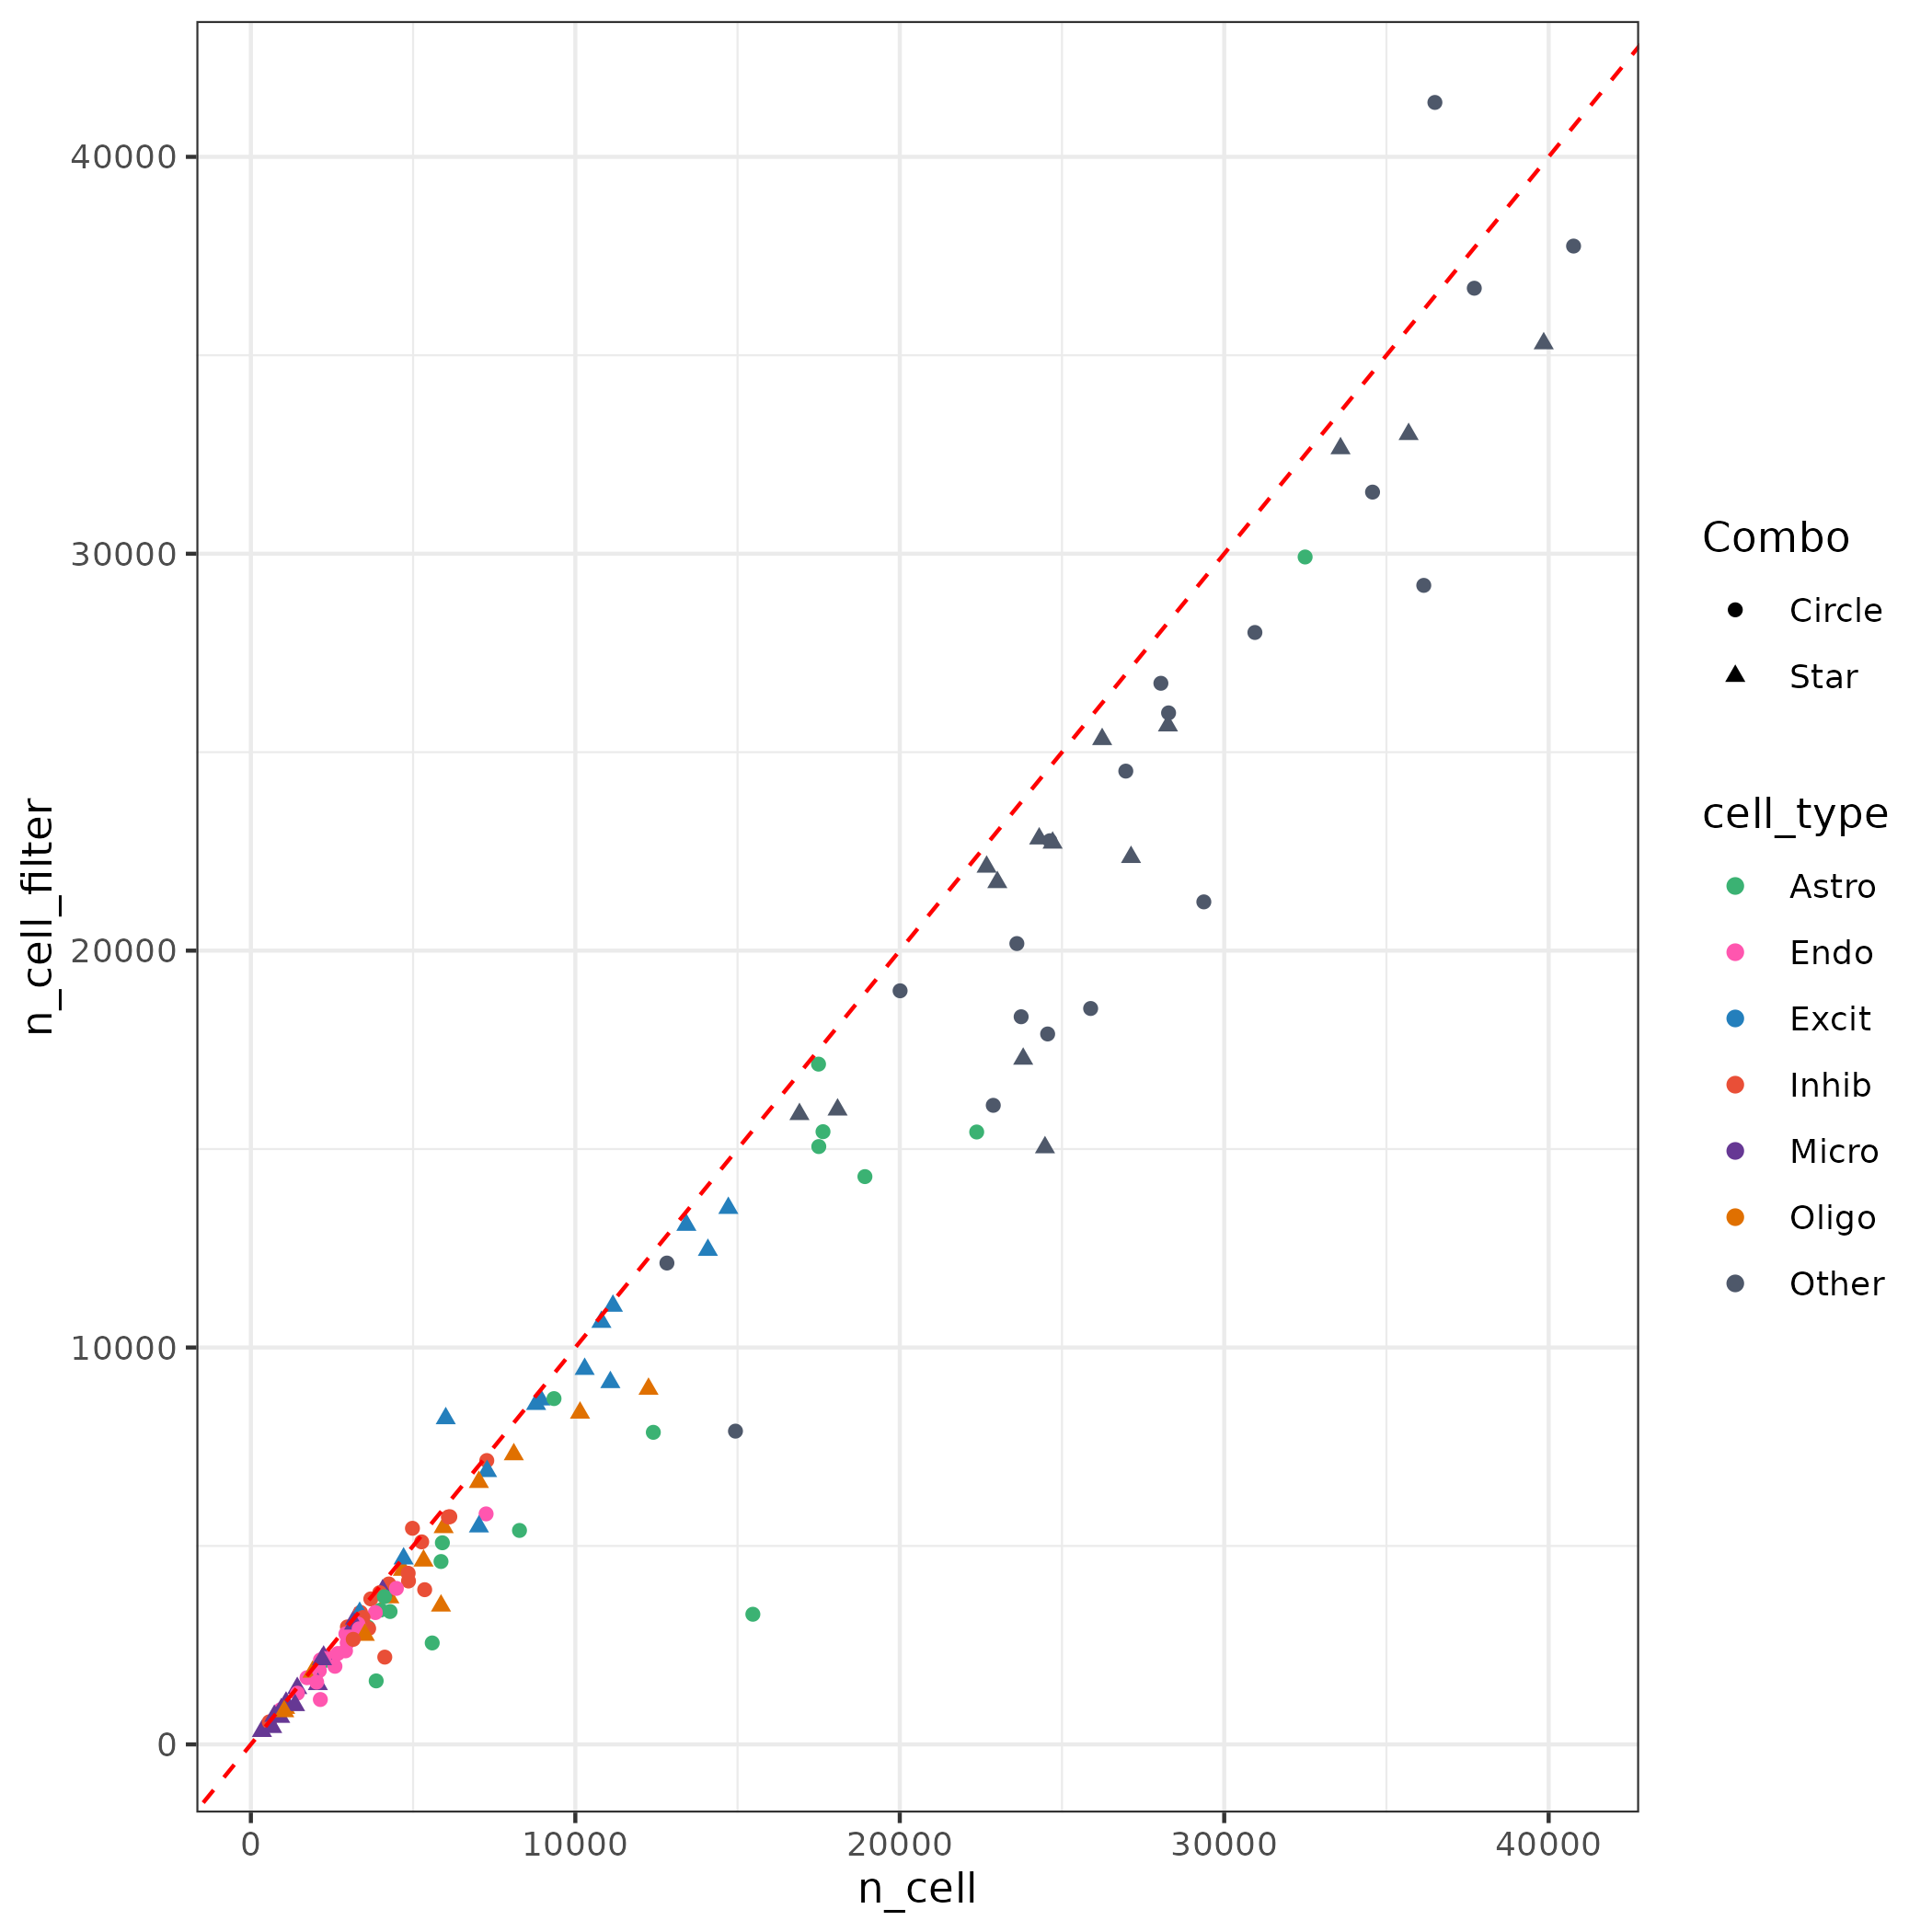 40000
30000
20000
10000
0
n_cell_filter
0 10000 20000 30000 40000
n_cell
Combo
Circle
Star
cell_type
Astro
Endo
Excit
Inhib
Micro
Oligo
Other